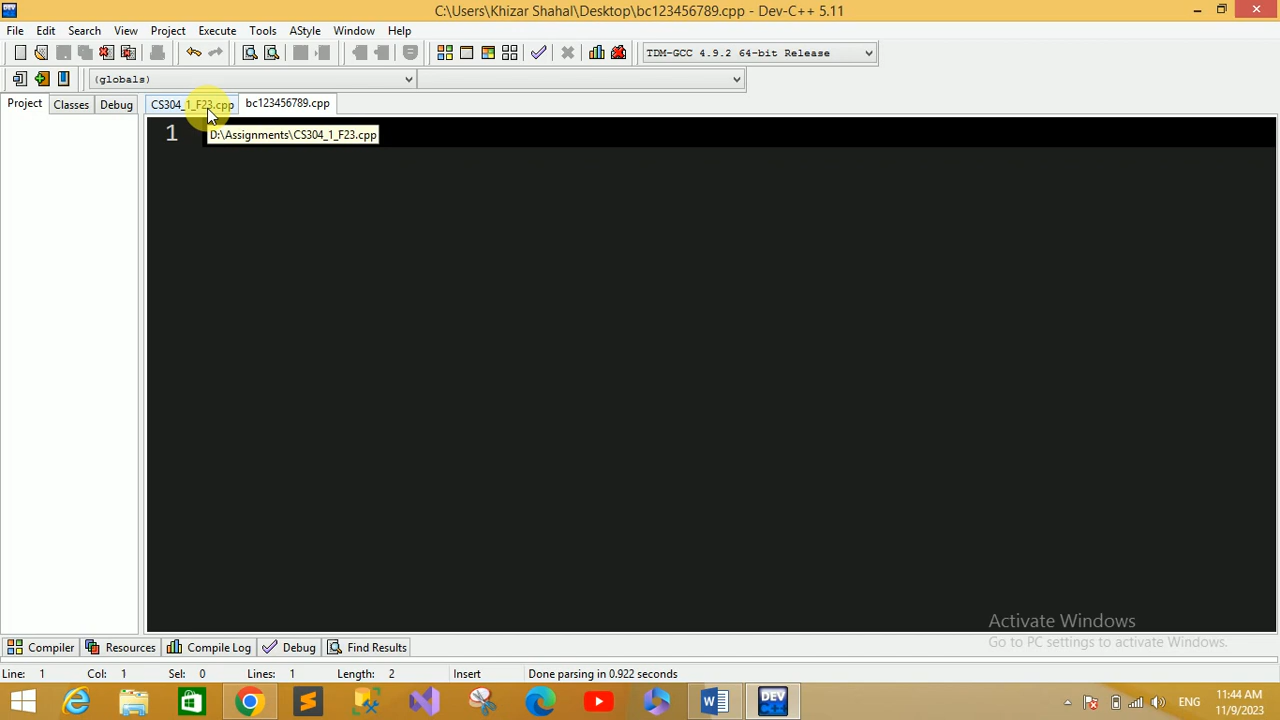 C:\Users\Khizar Shahal\Desktop\bc123456789.cpp - Dev-C++ 5.11
File Edit Search View Project Execute Tools AStyle Window Help
TDM-GCC 4.9.2 64-bit Release
(globals)
Project Classes Debug CS304_1_F23.cpp bc123456789.cpp
1 D:\Assignments\CS304_1_F23.cpp
Activate Windows
Go to PC settings to activate Windows.
Compiler Resources Compile Log Debug Find Results
Line: 1 Col: 1 Sel: 0 Lines: 1 Length: 2 Insert Done parsing in 0.922 seconds
DEV
ENG
11:44 AM
11/9/2023